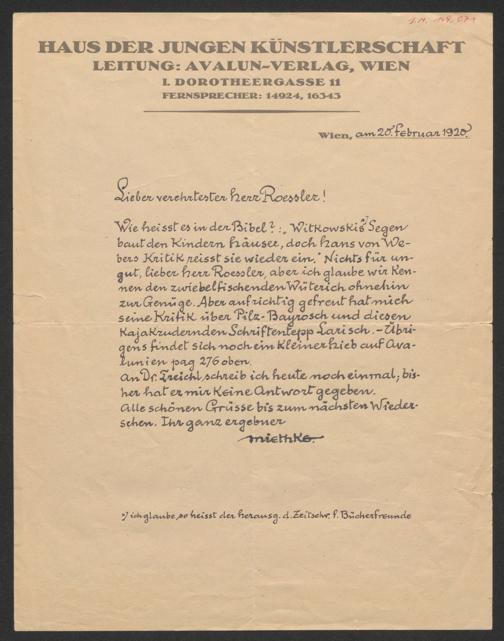 HAUS DER JUNGEN KÜNSTLERSCHAFT
LEITUNG: AVALUN-VERLAG, WIEN
I. DOROTHEERGASSE 11
FERNSPRECHER: 14924, 16343
Wien, am 20. Februar 1920.
Lieber verehrtester Herr Roessler!
Wie heisst es in der Bibel?: „Witkowskis*) Segen
baut den Kindern Häuser, doch Hans von We-
bers Kritik reisst sie wieder ein." Nichts für un-
gut, lieber Herr Roessler, aber ich glaube wir ken-
nen den zwiebelfischenden Wüterich ohnehin
zur Genüge. Aber aufrichtig gefreut hat mich
seine Kritik über Pilz-Bayrosch und diesen
Kajakzudernden Schriftentepp Larisch. – Übri-
gens findet sich noch ein kleiner Hieb auf Ava-
lunien pag 276 oben.
An Dr. Treichl schreib ich heute noch einmal; bis-
her hat er mir keine Antwort gegeben.
Alle schönen Grüsse bis zum nächsten Wieder-
sehen. Ihr ganz ergebner
Miethke.
*) ich glaube, so heisst der Herausg. d. Zeitschr. f. Bücherfreunde